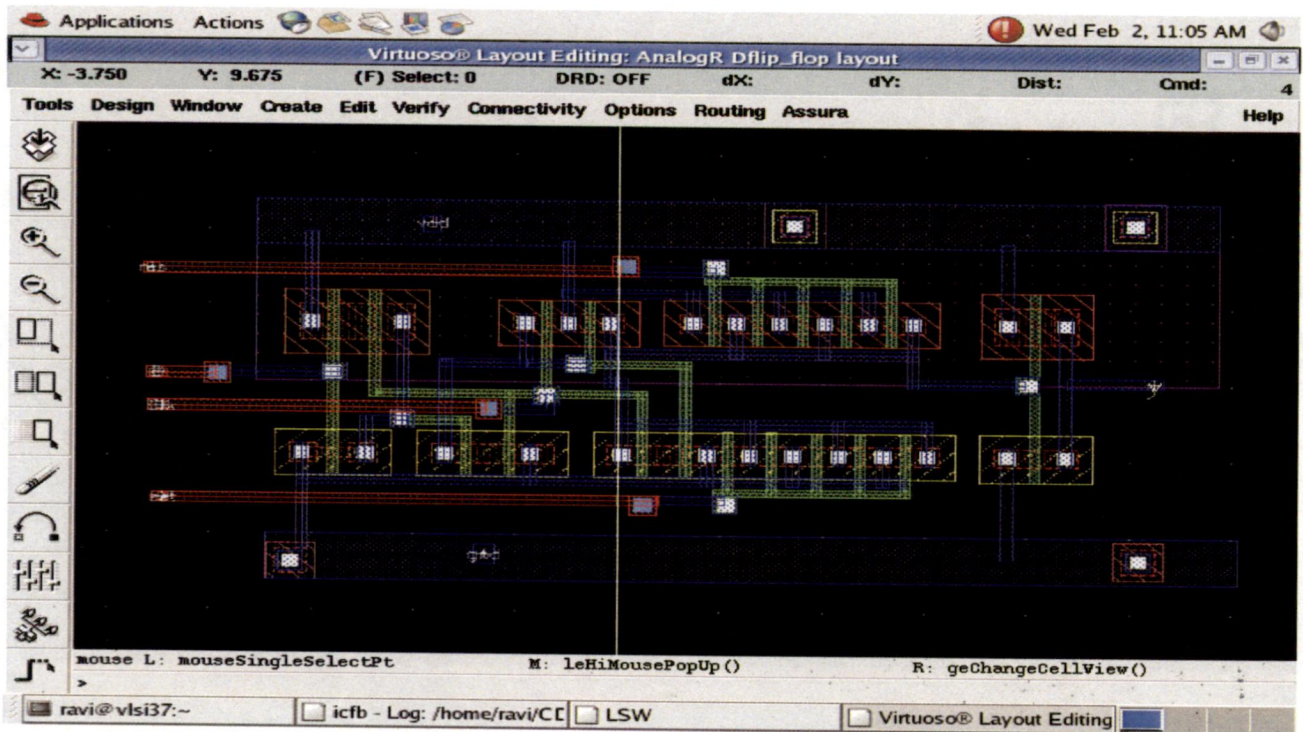 Applications Actions Wed Feb 2, 11:05 AM
Virtuoso® Layout Editing: AnalogR Dflip_flop layout
X: -3.750 Y: 9.675 (F) Select: 0 DRD: OFF dX: dY: Dist: Cmd: 4
Tools Design Window Create Edit Verify Connectivity Options Routing Assura Help
vdd
y
gnd
mouse L: mouseSingleSelectPt M: leHiMousePopUp() R: geChangeCellView()
>
ravi@vlsi37:~ icfb - Log: /home/ravi/CD LSW Virtuoso® Layout Editing